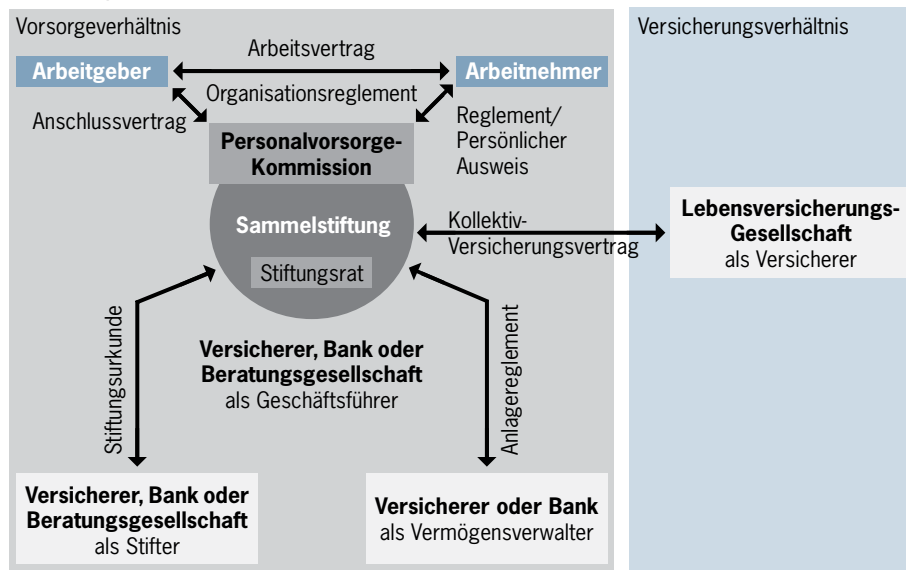 Vorsorgeverhältnis
Versicherungsverhältnis
Arbeitsvertrag
Arbeitgeber
Arbeitnehmer
Organisationsreglement
Anschlussvertrag
Reglement/
Persönlicher
Ausweis
Personalvorsorge-
Kommission
Sammelstiftung
Stiftungsrat
Kollektiv-
Versicherungsvertrag
Lebensversicherungs-
Gesellschaft
als Versicherer
Stiftungsurkunde
Versicherer, Bank oder
Beratungsgesellschaft
als Geschäftsführer
Anlagereglement
Versicherer, Bank oder
Beratungsgesellschaft
als Stifter
Versicherer oder Bank
als Vermögensverwalter